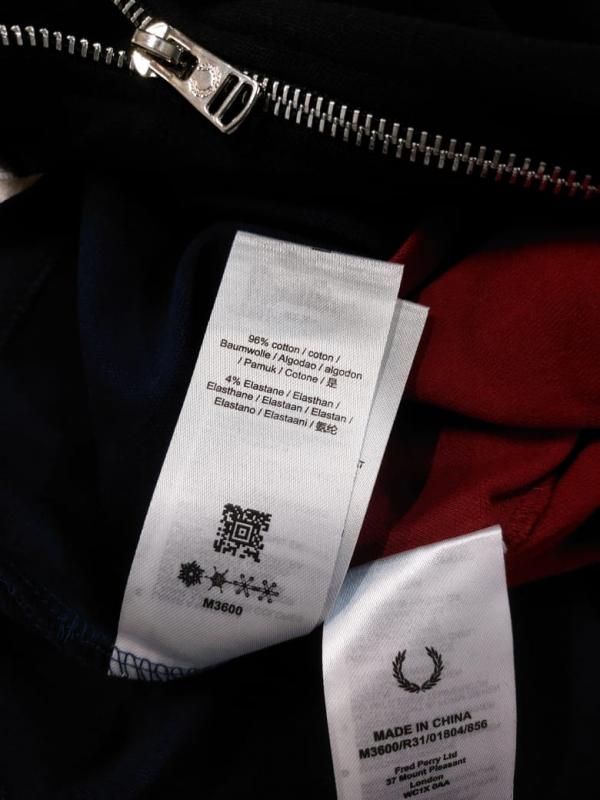 96% cotton / coton /
Baumwolle / Algodao / algodon
/ Pamuk / Cotone / 是
4% Elastane / Elasthan /
Elasthane / Elastaan / Elastan /
Elastano / Elastaani / 氨纶
M3600
MADE IN CHINA
M3600/R31/01804/856
Fred Perry Ltd
37 Mount Pleasant
London
WC1X 0AA